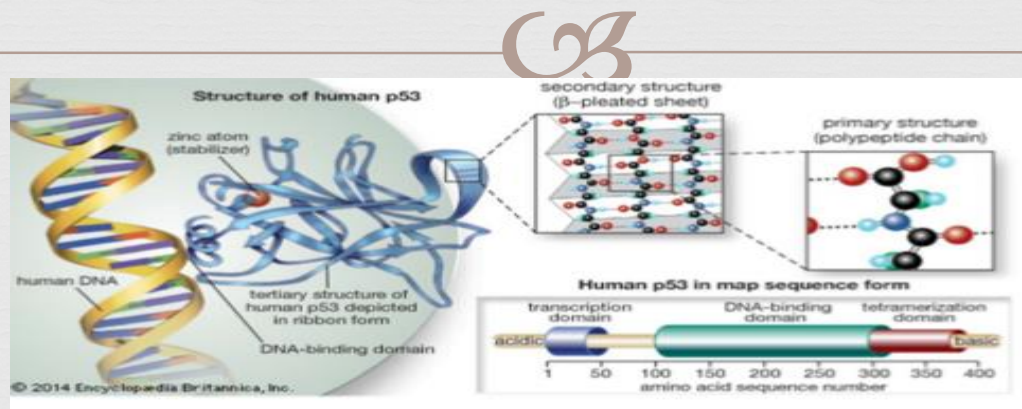 Structure of human p53
zinc atom
(stabilizer)
human DNA
tertiary structure of
human p53 depicted
in ribbon form
DNA-binding domain
© 2014 Encyclopædia Britannica, Inc.
secondary structure
(β-pleated sheet)
primary structure
(polypeptide chain)
Human p53 in map sequence form
transcription
domain
DNA-binding
domain
tetramerization
domain
acidic
basic
1 50 100 150 200 250 300 350 400
amino acid sequence number